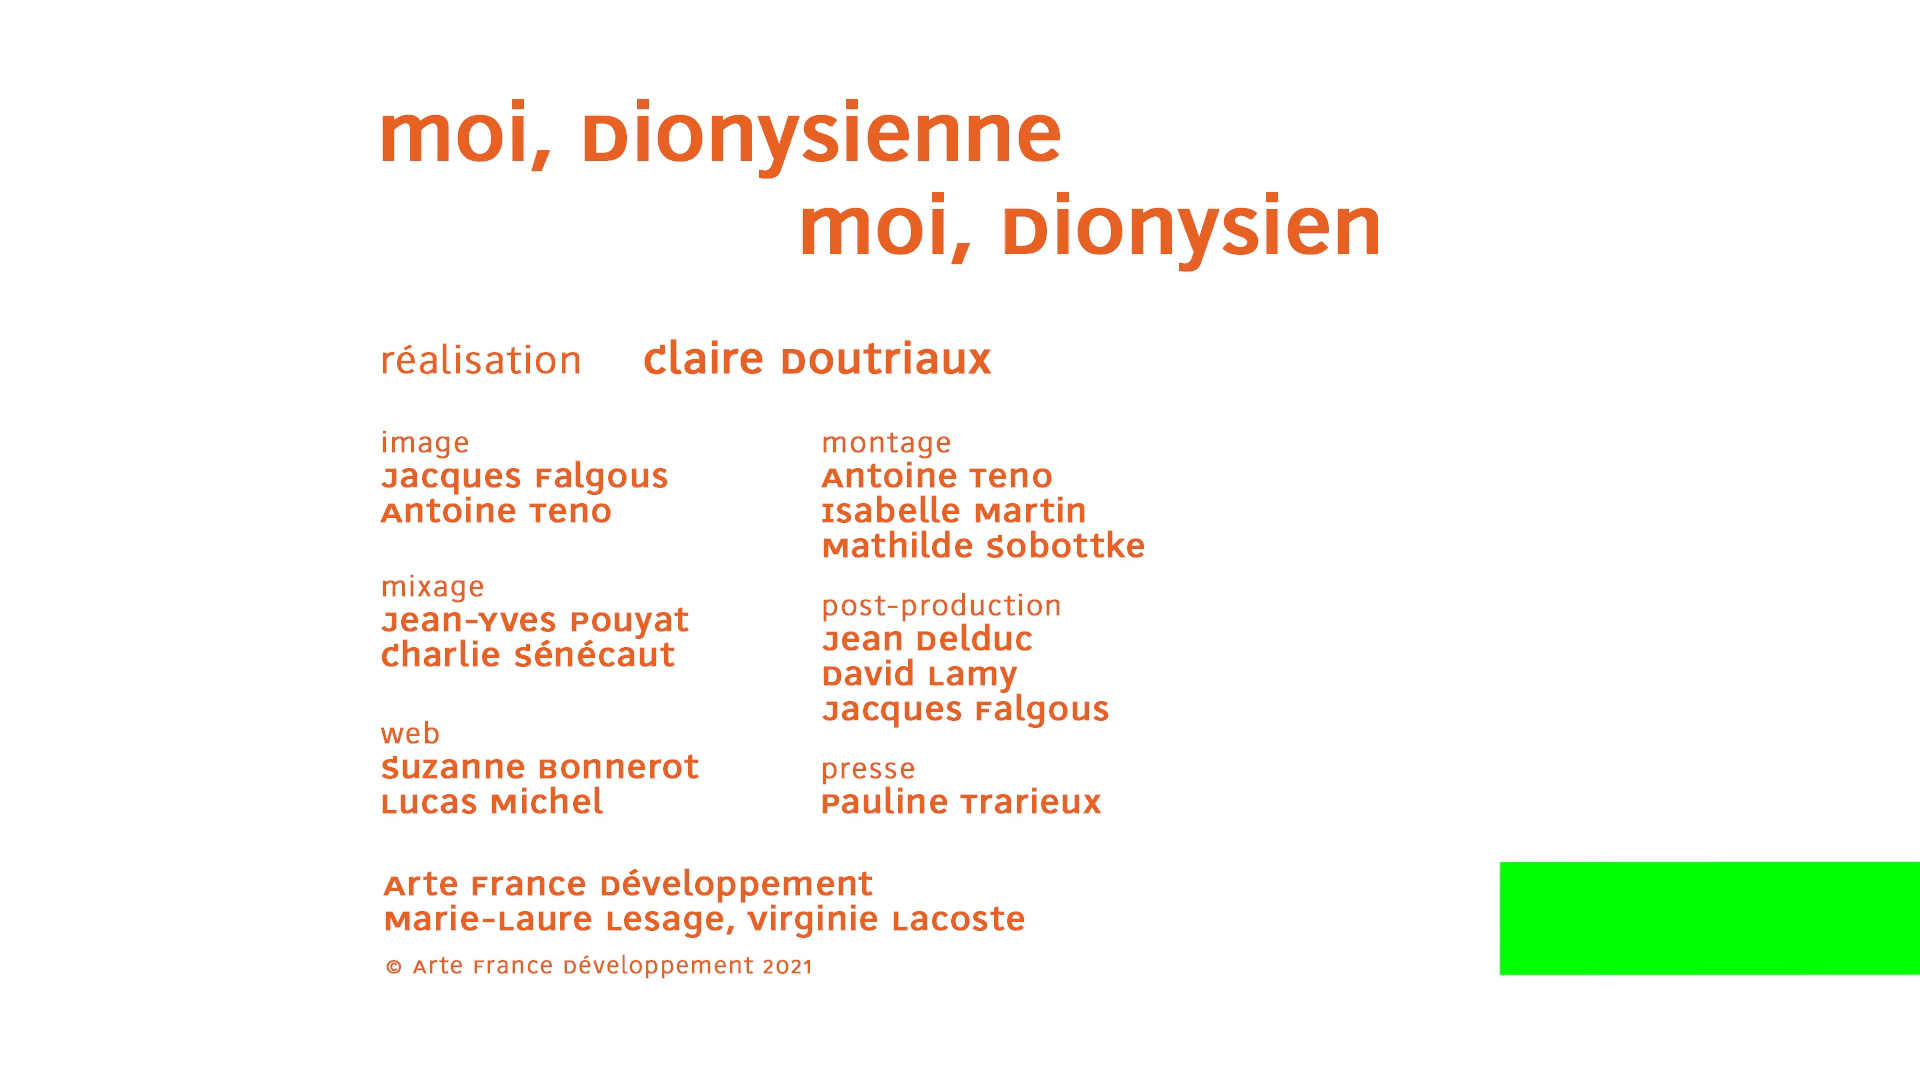 moi, Dionysienne
moi, Dionysien
réalisation Claire Doutriaux
image
Jacques Falgous
Antoine Teno
mixage
Jean-Yves Pouyat
Charlie Sénécaut
web
Suzanne Bonnerot
Lucas Michel
montage
Antoine Teno
Isabelle Martin
Mathilde Sobottke
post-production
Jean Delduc
David Lamy
Jacques Falgous
presse
Pauline Trarieux
Arte France Développement
Marie-Laure Lesage, Virginie Lacoste
© Arte France Développement 2021